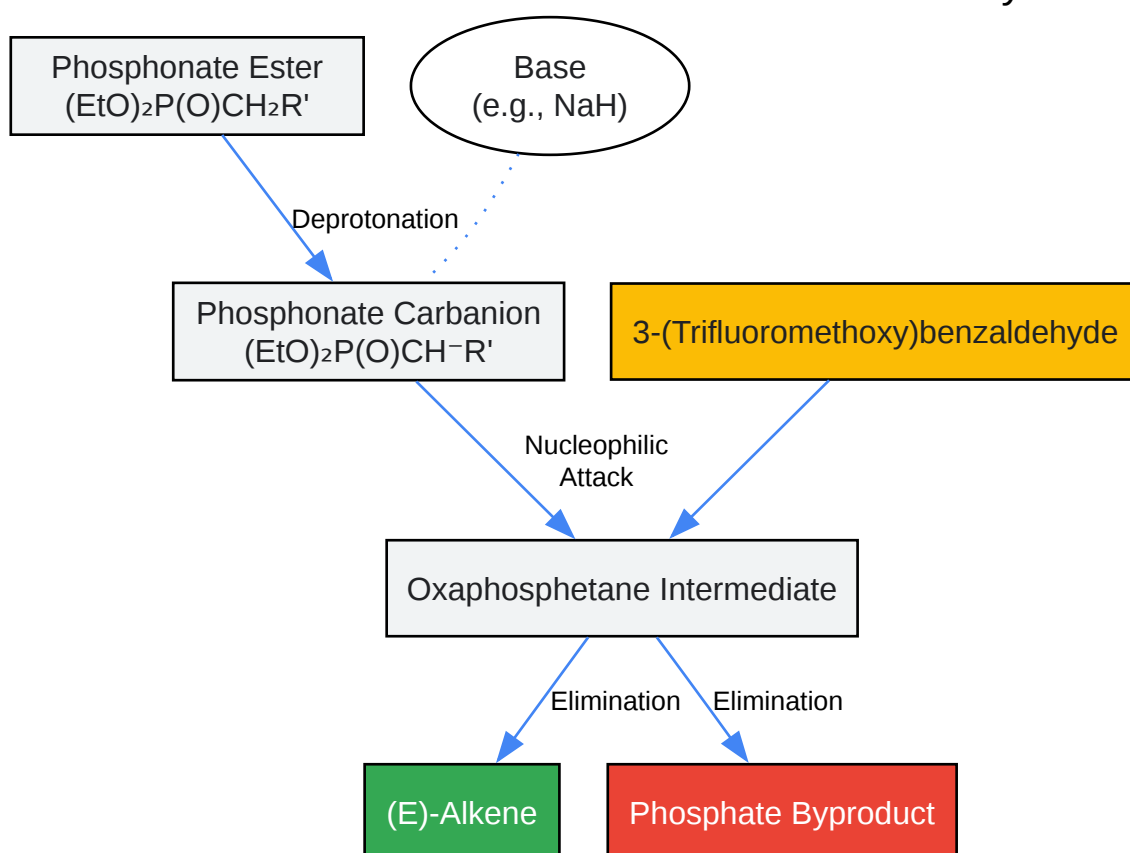 Phosphonate Ester
(EtO)₂P(O)CH₂R'
Base
(e.g., NaH)
Deprotonation
Phosphonate Carbanion
(EtO)₂P(O)CH⁻R'
3-(Trifluoromethoxy)benzaldehyde
Nucleophilic
Attack
Oxaphosphetane Intermediate
Elimination
Elimination
(E)-Alkene
Phosphate Byproduct